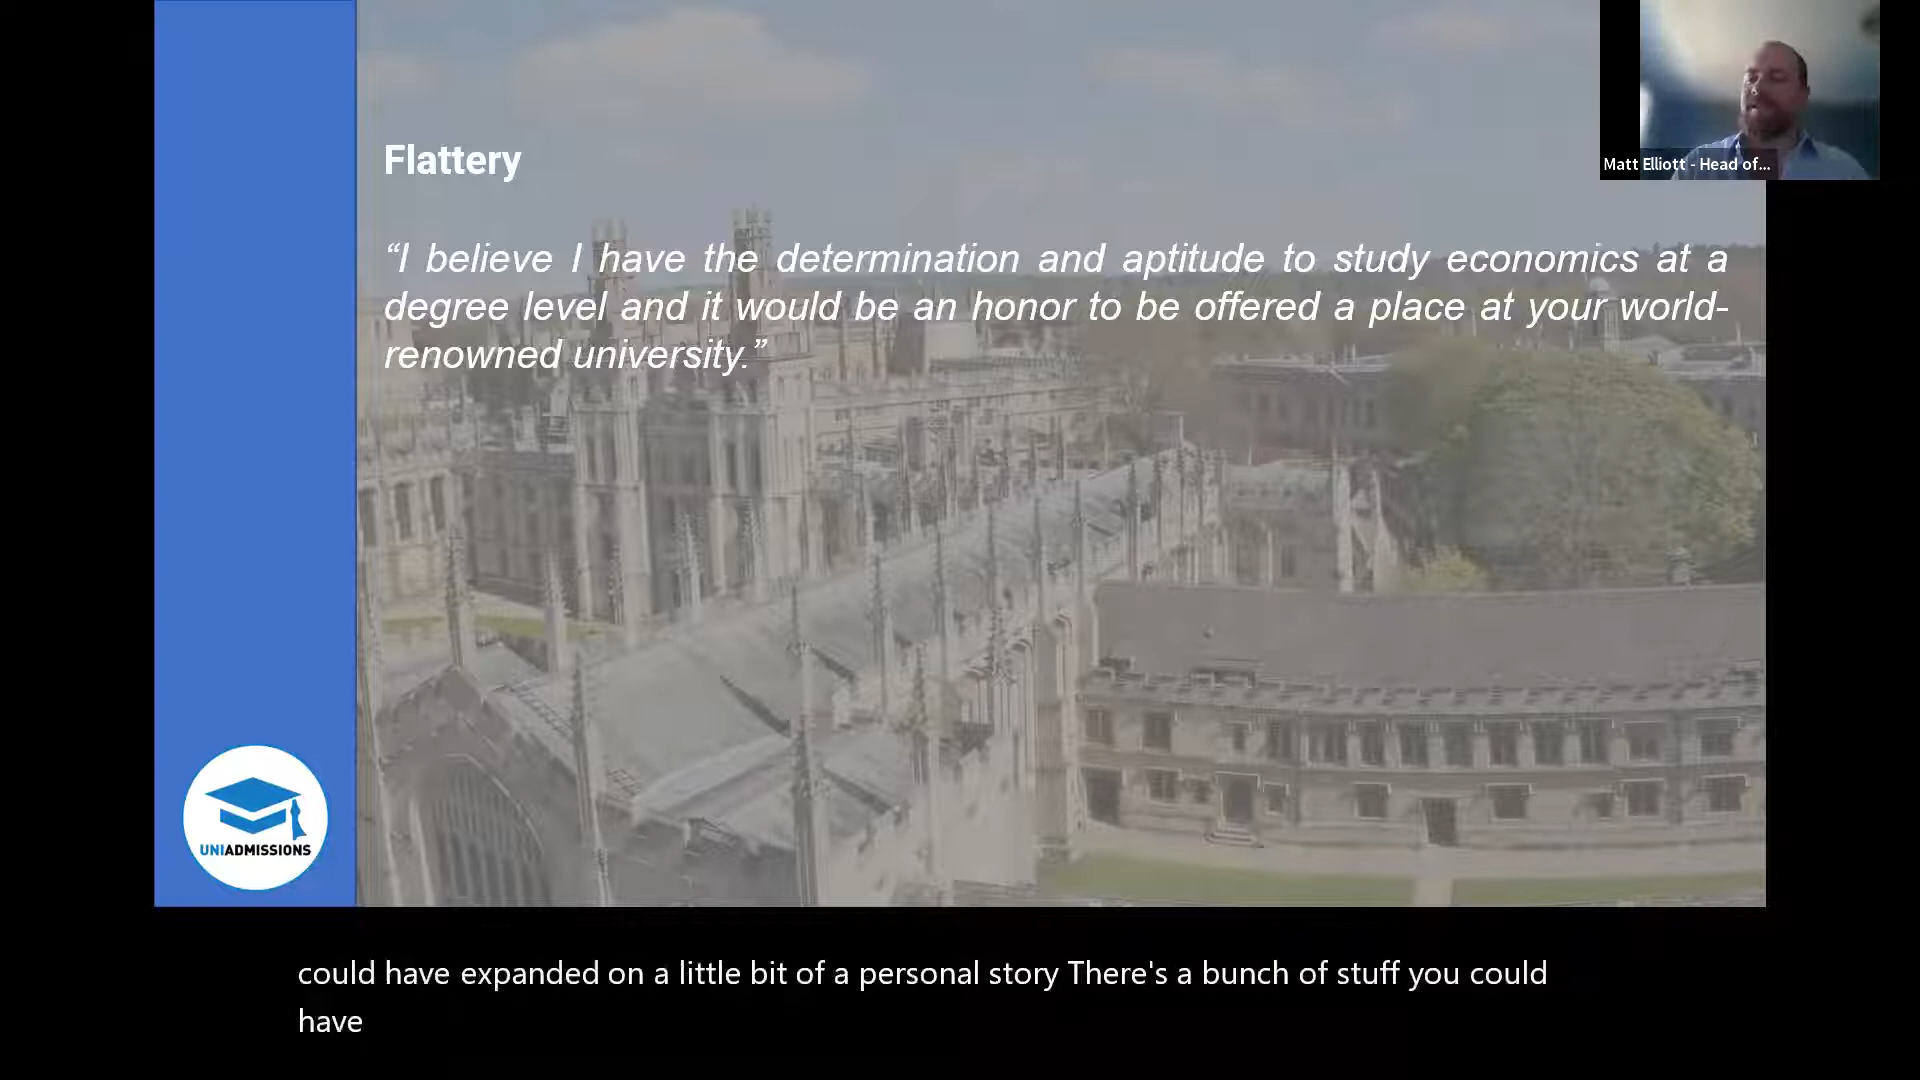 Matt Elliott - Head of...
Flattery
“I believe I have the determination and aptitude to study economics at a
degree level and it would be an honor to be offered a place at your world-
renowned university.”
UNIADMISSIONS
could have expanded on a little bit of a personal story There's a bunch of stuff you could
have